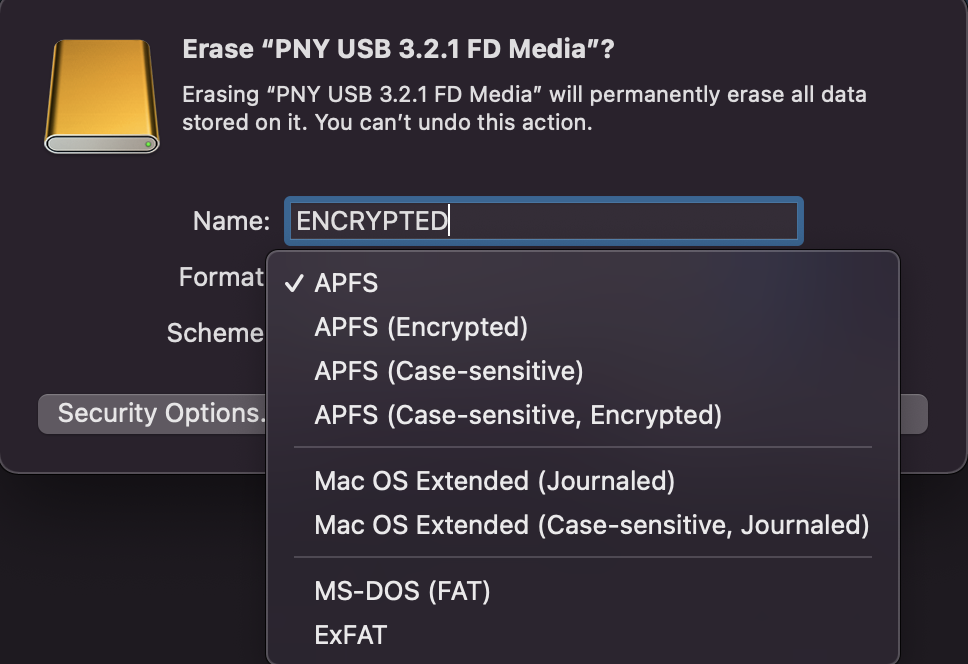 Erase “PNY USB 3.2.1 FD Media”?
Erasing “PNY USB 3.2.1 FD Media” will permanently erase all data
stored on it. You can’t undo this action.
Name: ENCRYPTED
Format
✓ APFS
APFS (Encrypted)
Scheme
APFS (Case-sensitive)
APFS (Case-sensitive, Encrypted)
Security Options.
Mac OS Extended (Journaled)
Mac OS Extended (Case-sensitive, Journaled)
MS-DOS (FAT)
ExFAT